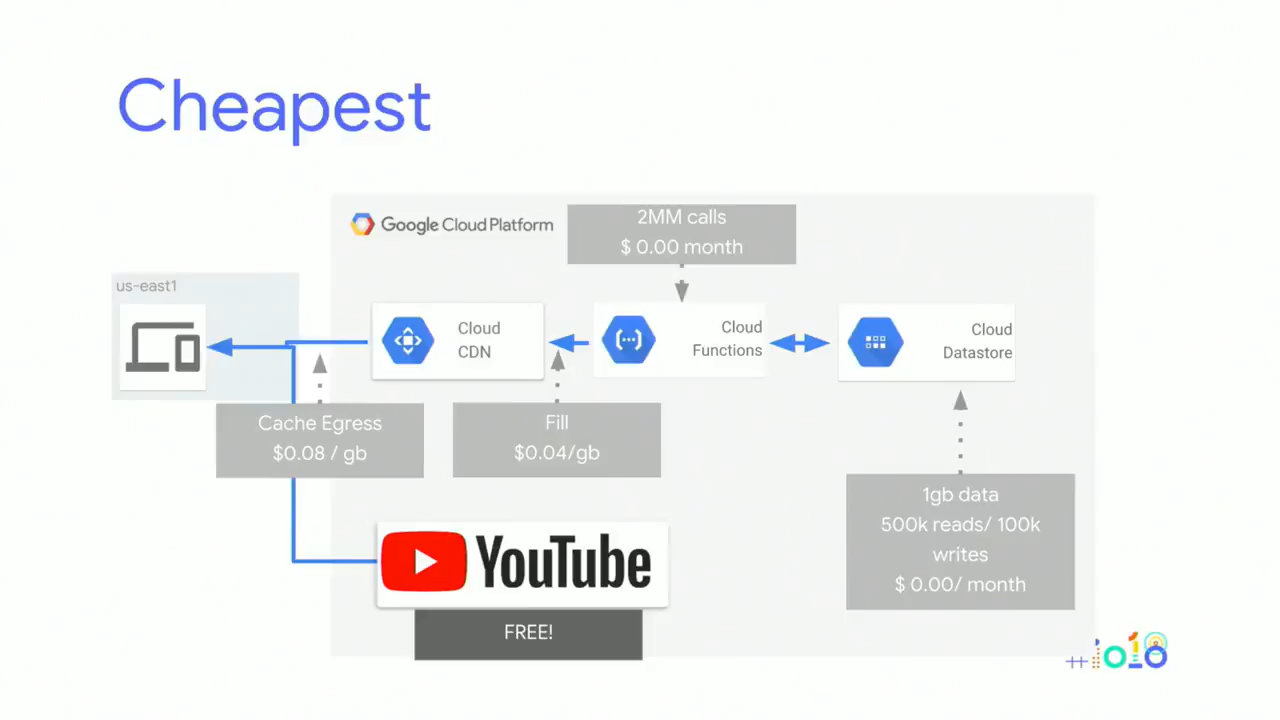 Cheapest
Google Cloud Platform
2MM calls
$ 0.00 month
us-east1
Cloud
CDN
Cloud
Functions
Cloud
Datastore
Cache Egress
$0.08 / gb
Fill
$0.04/gb
1gb data
500k reads/ 100k
writes
$ 0.00/ month
YouTube
FREE!
#io18